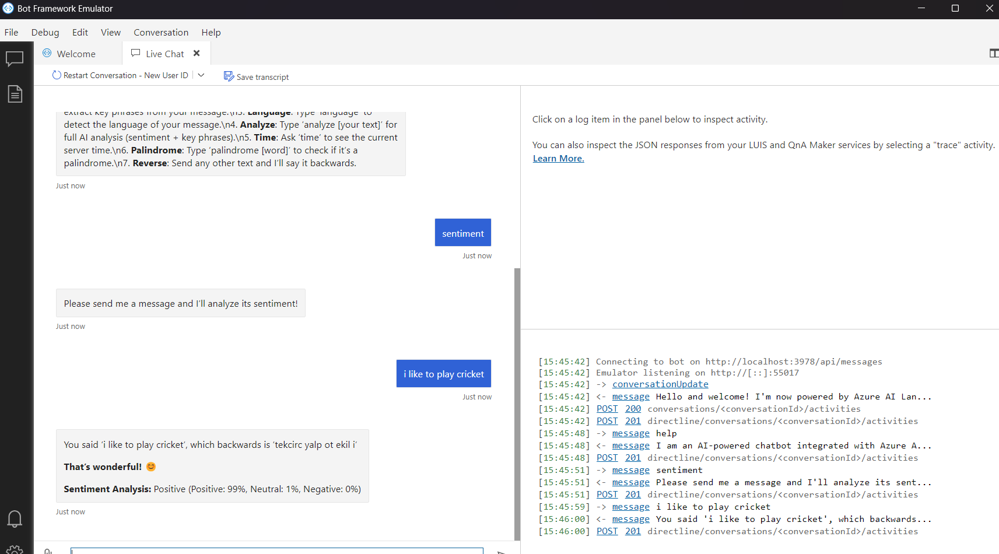 Bot Framework Emulator
File Debug Edit View Conversation Help
Welcome
Live Chat
Restart Conversation - New User ID
Save transcript
extract key phrases from your message.\n3. Language: Type ‘language’ to
detect the language of your message.\n4. Analyze: Type ‘analyze [your text]’ for
full AI analysis (sentiment + key phrases).\n5. Time: Ask ‘time’ to see the current
server time.\n6. Palindrome: Type ‘palindrome [word]’ to check if it’s a
palindrome.\n7. Reverse: Send any other text and I’ll say it backwards.
Just now
sentiment
Just now
Please send me a message and I’ll analyze its sentiment!
Just now
i like to play cricket
Just now
You said ‘i like to play cricket’, which backwards is ‘tekcirc yalp ot ekil i’
That’s wonderful! 😊
Sentiment Analysis: Positive (Positive: 99%, Neutral: 1%, Negative: 0%)
Just now
Click on a log item in the panel below to inspect activity.
You can also inspect the JSON responses from your LUIS and QnA Maker services by selecting a "trace" activity.
Learn More.
[15:45:42] Connecting to bot on http://localhost:3978/api/messages
[15:45:42] Emulator listening on http://[::]:55017
[15:45:42] -> conversationUpdate
[15:45:42] <- message Hello and welcome! I'm now powered by Azure AI Lan...
[15:45:42] POST 200 conversations/<conversationId>/activities
[15:45:42] POST 201 directline/conversations/<conversationId>/activities
[15:45:48] -> message help
[15:45:48] <- message I am an AI-powered chatbot integrated with Azure A...
[15:45:48] POST 201 directline/conversations/<conversationId>/activities
[15:45:51] -> message sentiment
[15:45:51] <- message Please send me a message and I'll analyze its sent...
[15:45:51] POST 201 directline/conversations/<conversationId>/activities
[15:45:59] -> message i like to play cricket
[15:46:00] <- message You said 'i like to play cricket', which backwards...
[15:46:00] POST 201 directline/conversations/<conversationId>/activities